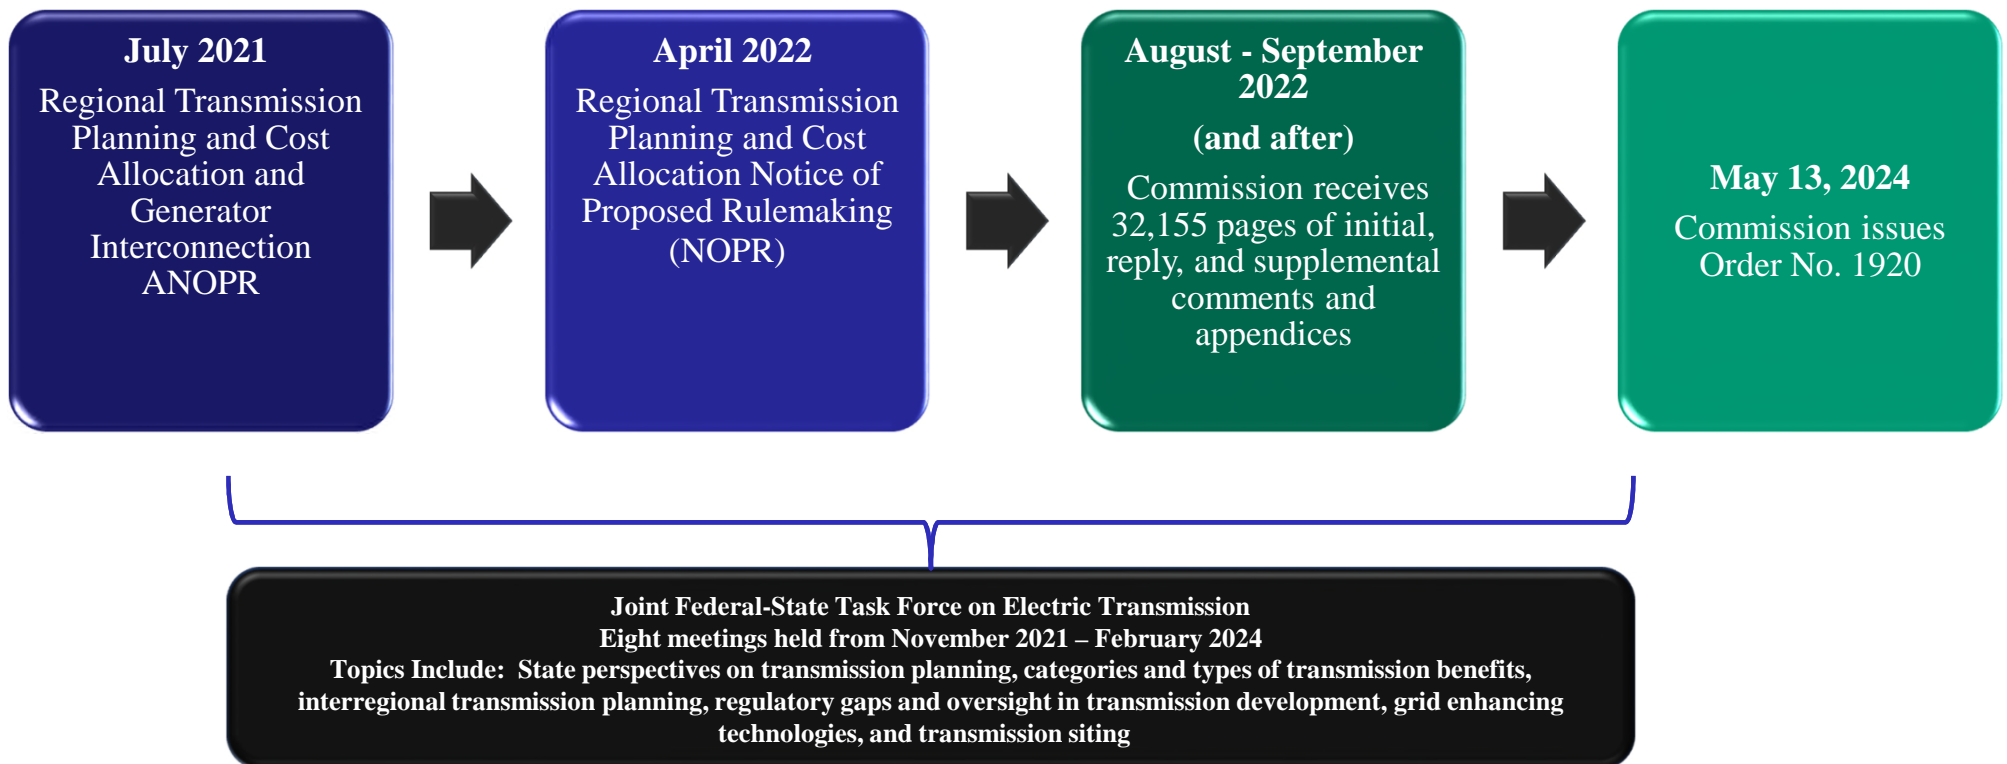 July 2021
Regional Transmission
Planning and Cost
Allocation and
Generator
Interconnection
ANOPR
April 2022
Regional Transmission
Planning and Cost
Allocation Notice of
Proposed Rulemaking
(NOPR)
August - September
2022
(and after)
Commission receives
32,155 pages of initial,
reply, and supplemental
comments and
appendices
May 13, 2024
Commission issues
Order No. 1920
Joint Federal-State Task Force on Electric Transmission
Eight meetings held from November 2021 – February 2024
Topics Include:  State perspectives on transmission planning, categories and types of transmission benefits,
interregional transmission planning, regulatory gaps and oversight in transmission development, grid enhancing
technologies, and transmission siting